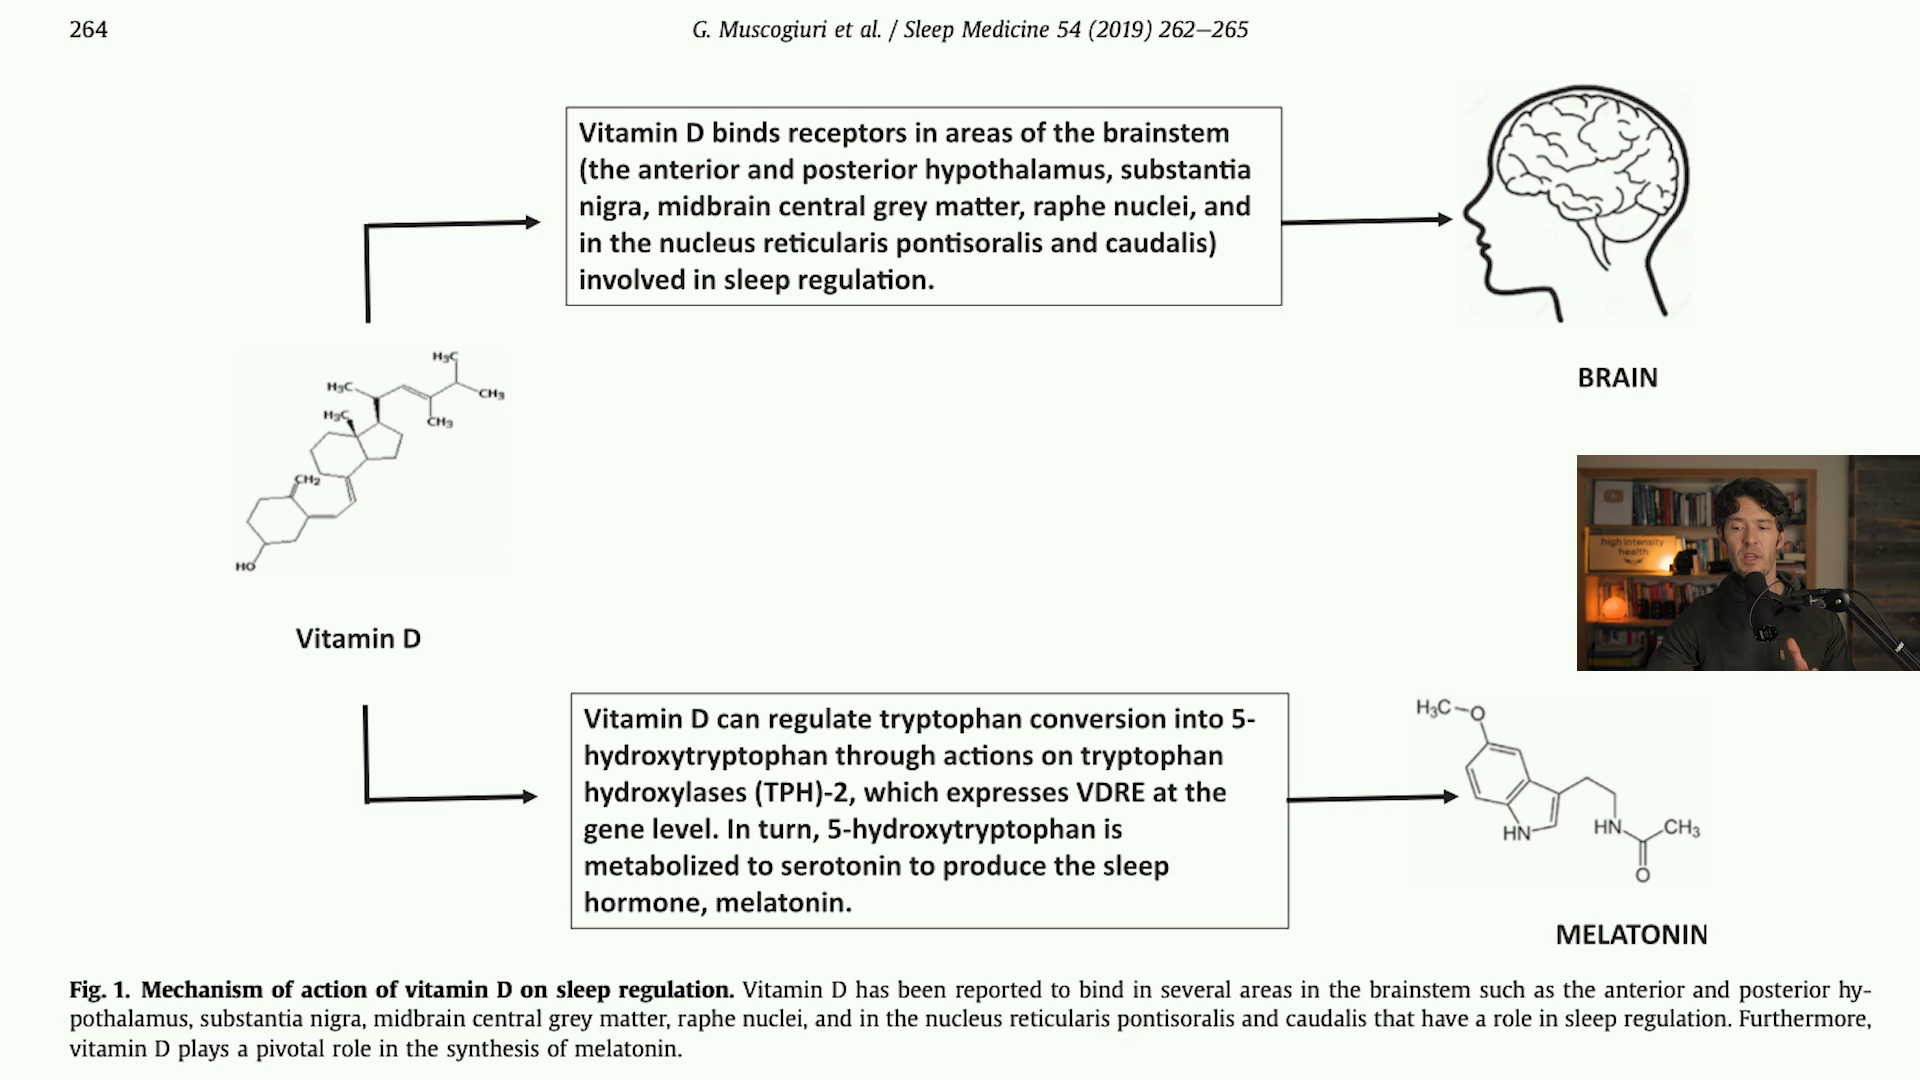 264
G. Muscogiuri et al. / Sleep Medicine 54 (2019) 262–265
Vitamin D binds receptors in areas of the brainstem
(the anterior and posterior hypothalamus, substantia
nigra, midbrain central grey matter, raphe nuclei, and
in the nucleus reticularis pontisoralis and caudalis)
involved in sleep regulation.
BRAIN
H3C
H3C
CH3
H3C
CH3
CH2
HO
Vitamin D
high intensity
health
Vitamin D can regulate tryptophan conversion into 5-
hydroxytryptophan through actions on tryptophan
hydroxylases (TPH)-2, which expresses VDRE at the
gene level. In turn, 5-hydroxytryptophan is
metabolized to serotonin to produce the sleep
hormone, melatonin.
H3C
O
HN
HN
CH3
O
MELATONIN
Fig. 1. Mechanism of action of vitamin D on sleep regulation. Vitamin D has been reported to bind in several areas in the brainstem such as the anterior and posterior hy-
pothalamus, substantia nigra, midbrain central grey matter, raphe nuclei, and in the nucleus reticularis pontisoralis and caudalis that have a role in sleep regulation. Furthermore,
vitamin D plays a pivotal role in the synthesis of melatonin.